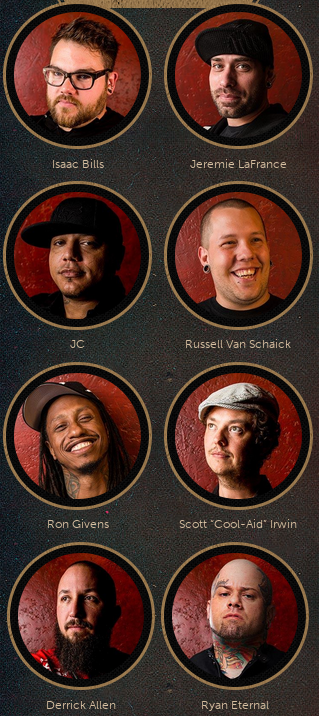 Isaac Bills
Jeremie LaFrance
JC
Russell Van Schaick
Ron Givens
Scott "Cool-Aid" Irwin
Derrick Allen
Ryan Eternal